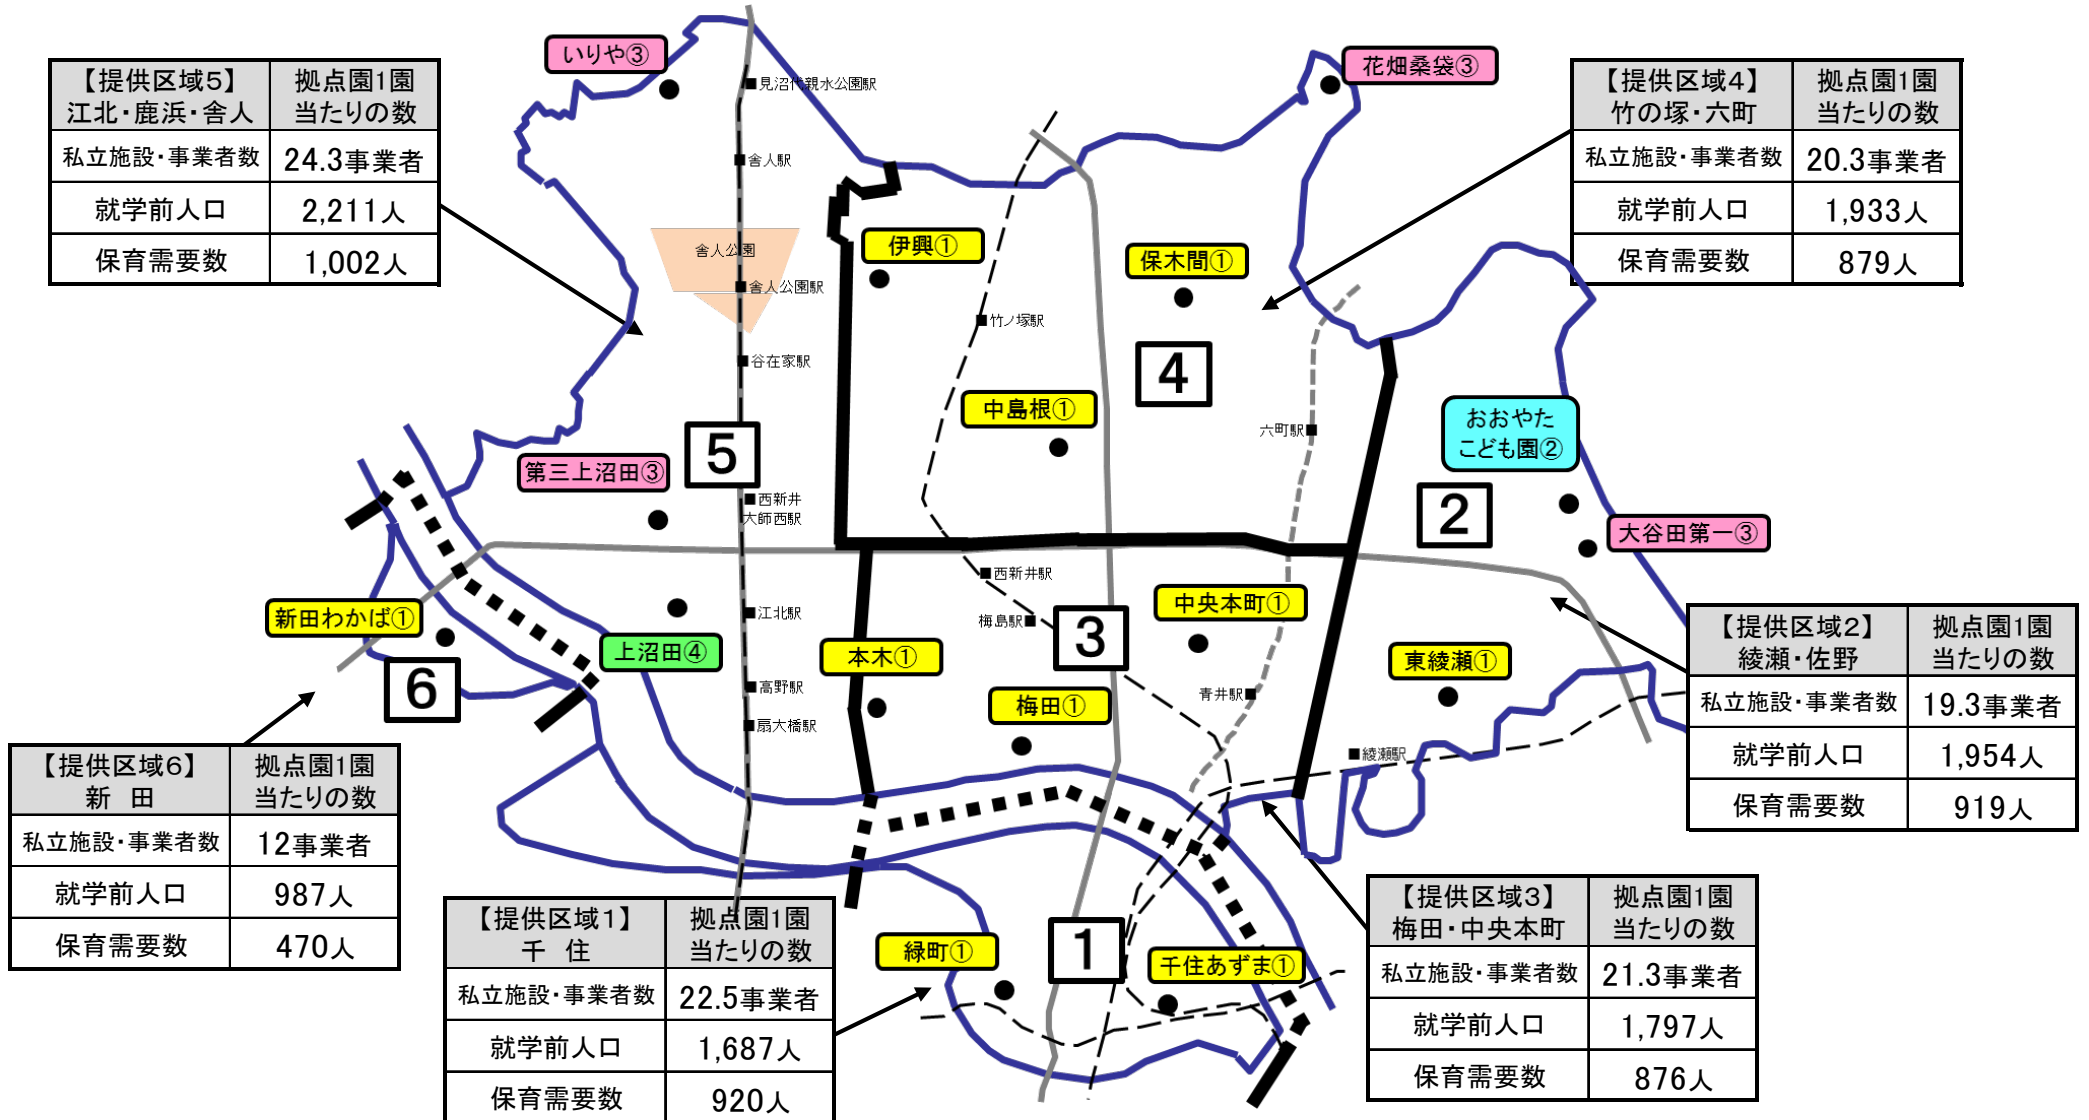 いりや③
花畑桑袋③
【提供区域5】
江北・鹿浜・舎人
拠点園1園
当たりの数
私立施設・事業者数
24.3事業者
就学前人口
2,211人
保育需要数
1,002人
【提供区域4】
竹の塚・六町
拠点園1園
当たりの数
私立施設・事業者数
20.3事業者
就学前人口
1,933人
保育需要数
879人
見沼代親水公園駅
舎人駅
舎人公園
舎人公園駅
谷在家駅
伊興①
保木間①
竹ノ塚駅
4
中島根①
六町駅
おおやた
こども園②
5
第三上沼田③
西新井
大師西駅
2
大谷田第一③
西新井駅
梅島駅
3
中央本町①
新田わかば①
江北駅
上沼田④
本木①
東綾瀬①
6
高野駅
扇大橋駅
梅田①
青井駅
綾瀬駅
【提供区域2】
綾瀬・佐野
拠点園1園
当たりの数
私立施設・事業者数
19.3事業者
就学前人口
1,954人
保育需要数
919人
【提供区域6】
新 田
拠点園1園
当たりの数
私立施設・事業者数
12事業者
就学前人口
987人
保育需要数
470人
【提供区域1】
千 住
拠点園1園
当たりの数
私立施設・事業者数
22.5事業者
就学前人口
1,687人
保育需要数
920人
緑町①
1
千住あずま①
【提供区域3】
梅田・中央本町
拠点園1園
当たりの数
私立施設・事業者数
21.3事業者
就学前人口
1,797人
保育需要数
876人